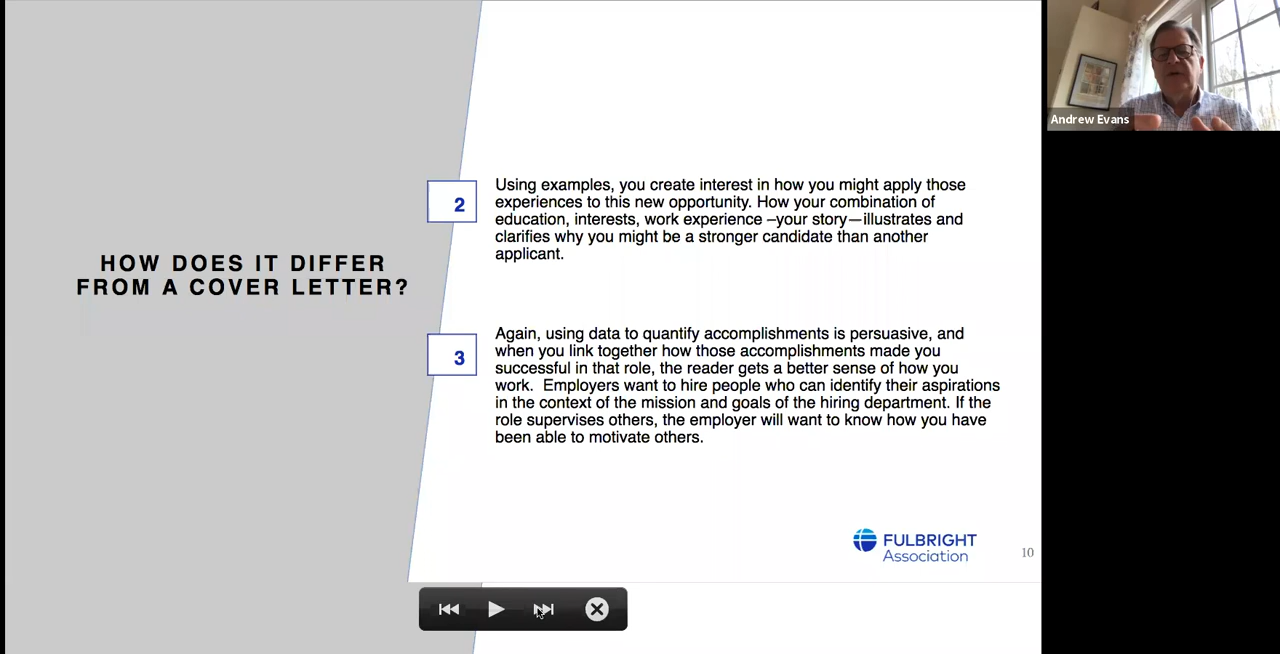 HOW DOES IT DIFFER
FROM A COVER LETTER?
2
Using examples, you create interest in how you might apply those
experiences to this new opportunity. How your combination of
education, interests, work experience –your story—illustrates and
clarifies why you might be a stronger candidate than another
applicant.
3
Again, using data to quantify accomplishments is persuasive, and
when you link together how those accomplishments made you
successful in that role, the reader gets a better sense of how you
work.  Employers want to hire people who can identify their aspirations
in the context of the mission and goals of the hiring department. If the
role supervises others, the employer will want to know how you have
been able to motivate others.
FULBRIGHT
Association
10
Andrew Evans